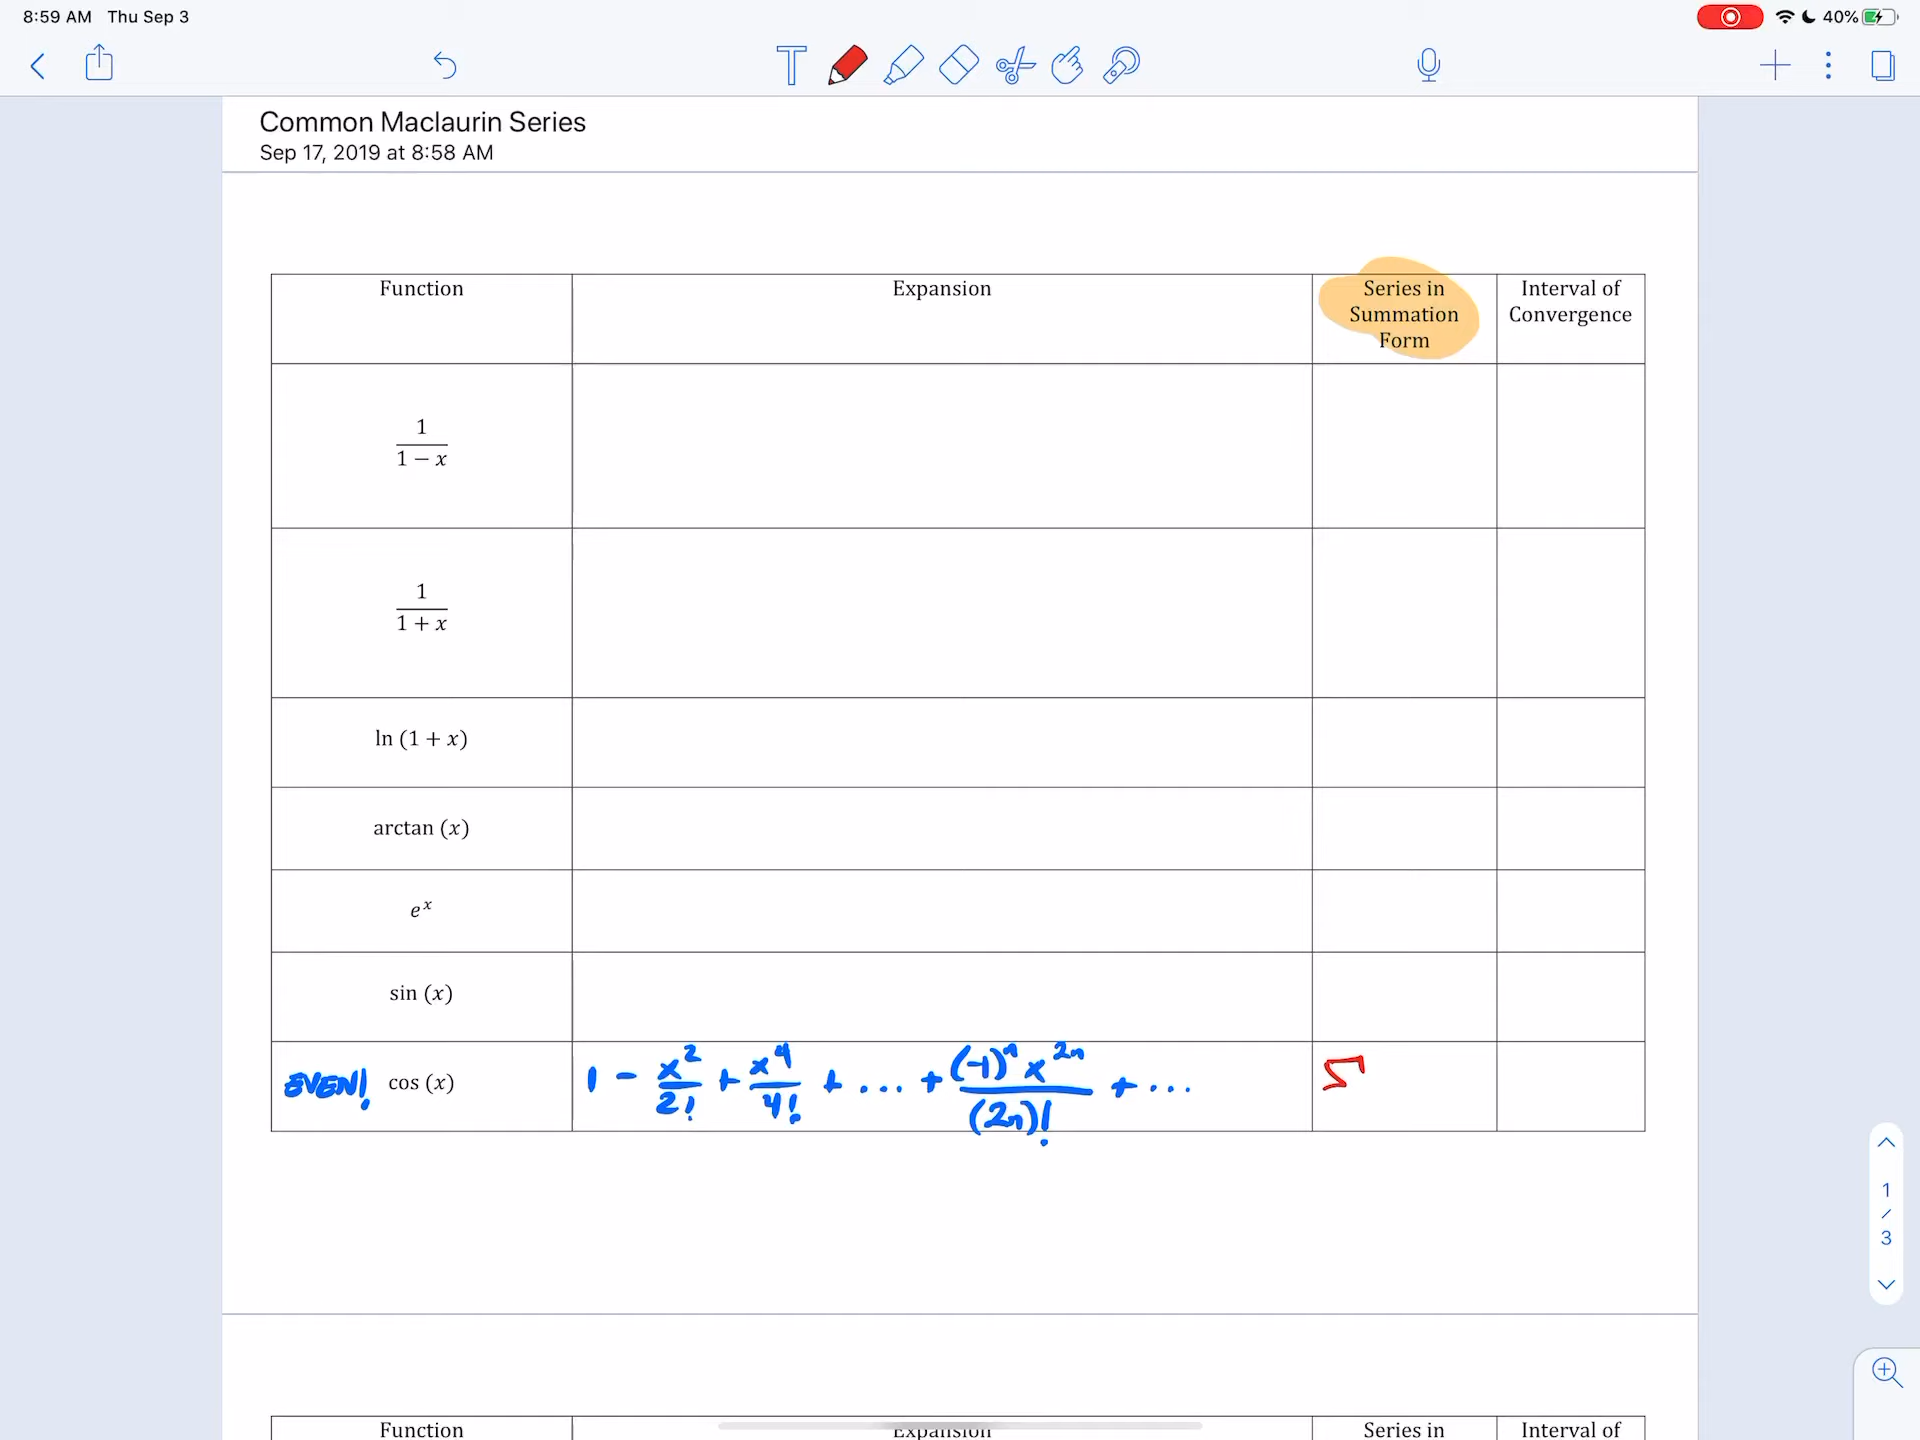 8:59 AM Thu Sep 3
40%
Common Maclaurin Series
Sep 17, 2019 at 8:58 AM
Function Expansion Series in Summation Form Interval of Convergence
1/(1 − x)
1/(1 + x)
ln (1 + x)
arctan (x)
e^x
sin (x)
EVEN! cos (x) 1 - x^2/2! + x^4/4! + ... + (-1)^n x^(2n)/(2n)! + ... Σ
1
/
3
Function Expansion Series in Interval of